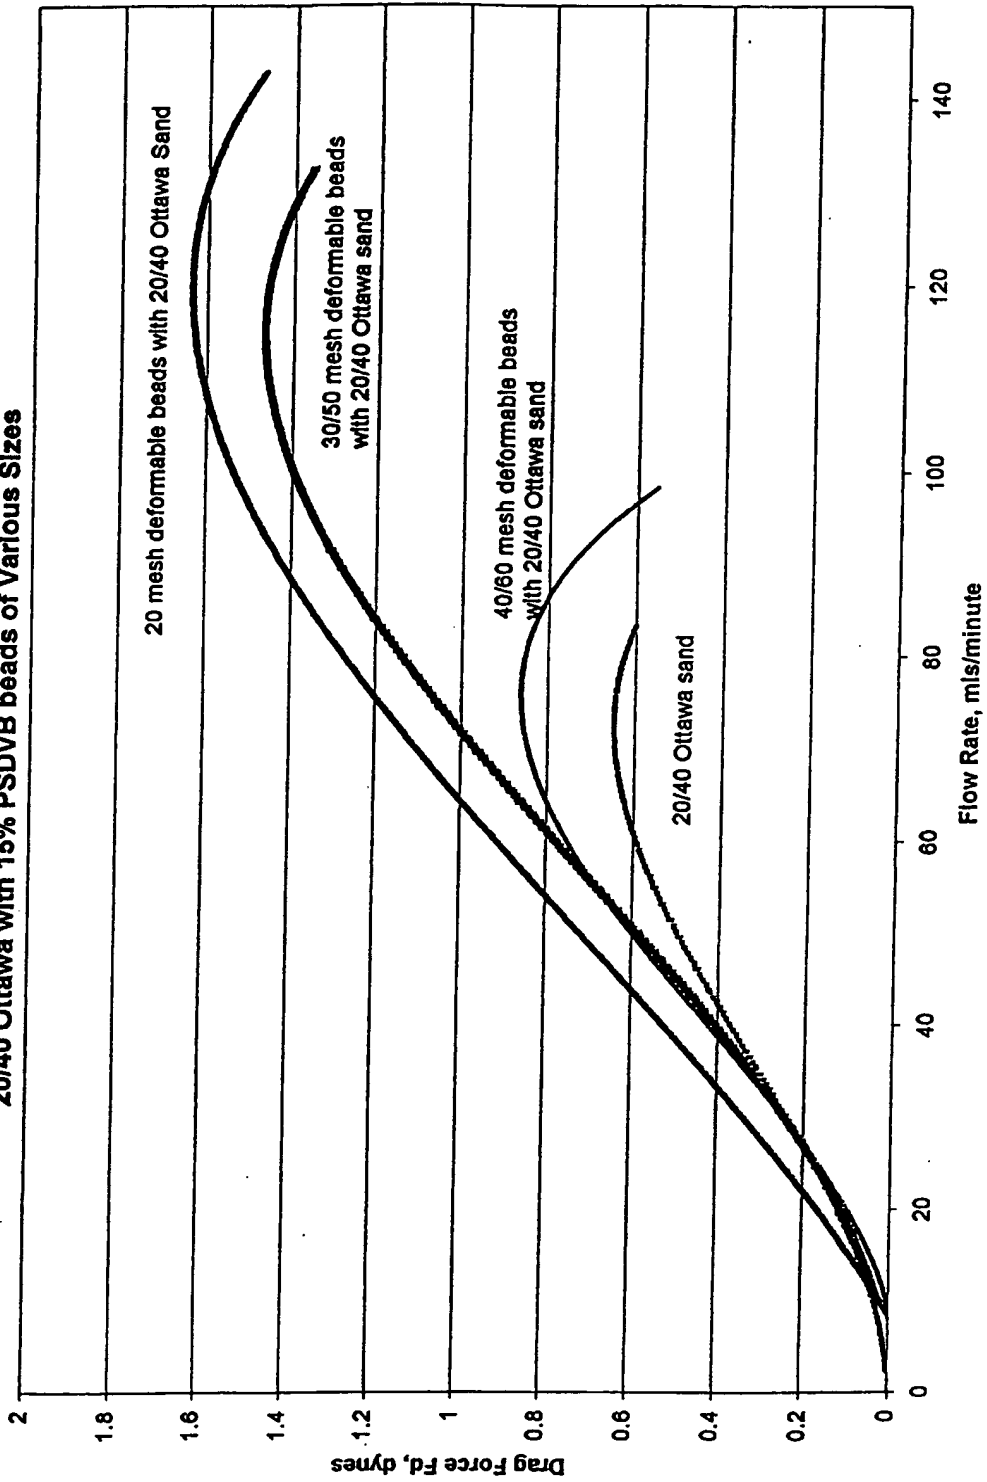 20/40 Ottawa with 15% PSDVB beads of Various Sizes
2
1.8
1.6
1.4
1.2
1
0.8
0.6
0.4
0.2
0
Drag Force Fd, dynes
20 mesh deformable beads with 20/40 Ottawa Sand
30/50 mesh deformable beads
with 20/40 Ottawa sand
40/60 mesh deformable beads
with 20/40 Ottawa sand
20/40 Ottawa sand
0
20
40
60
80
100
120
140
Flow Rate, mls/minute